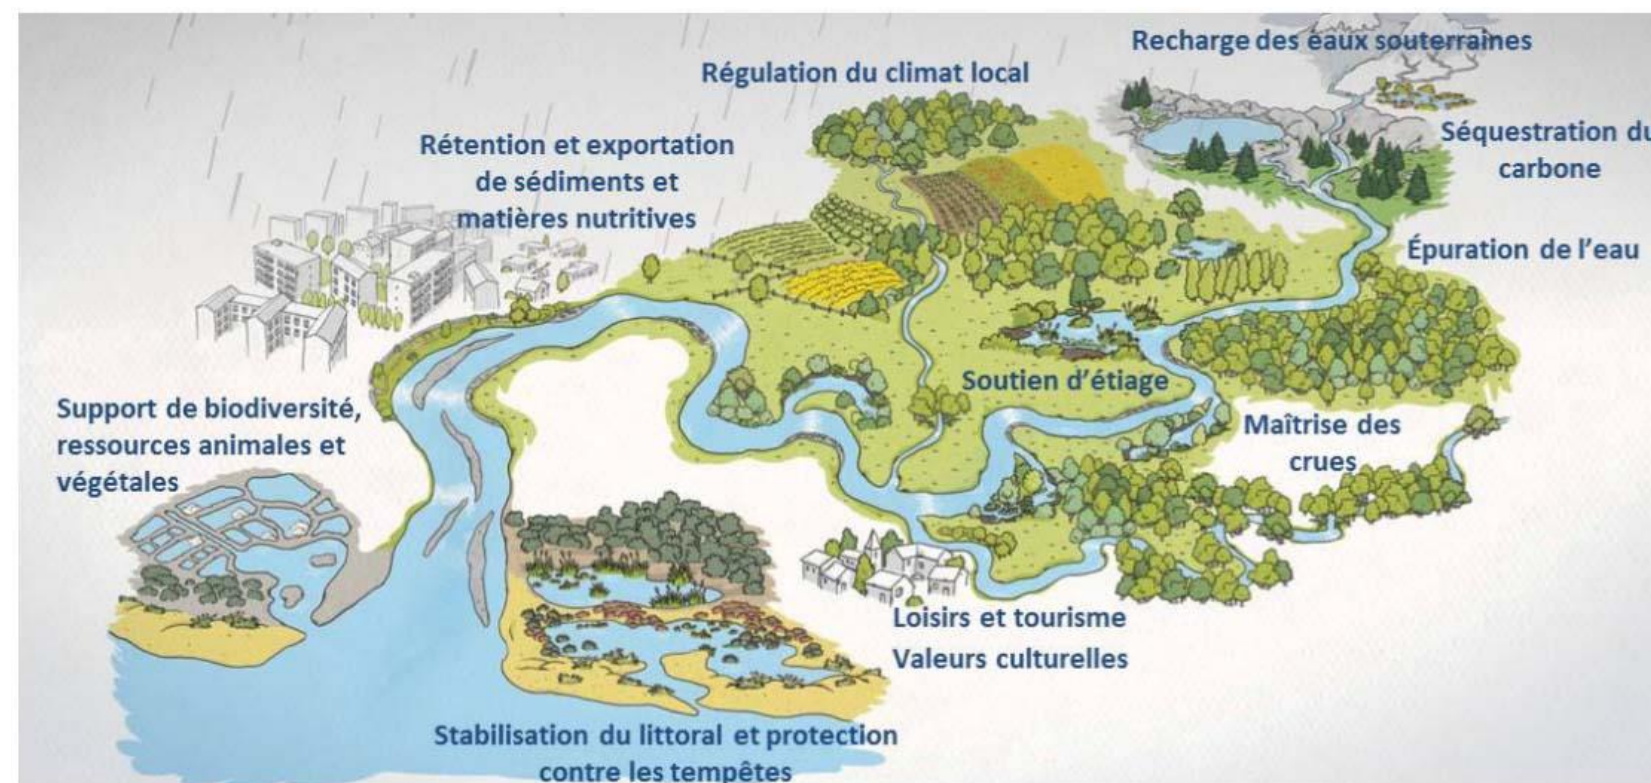 Recharge des eaux souterraines
Régulation du climat local
Séquestration du
carbone
Rétention et exportation
de sédiments et
matières nutritives
Épuration de l'eau
Soutien d'étiage
Support de biodiversité,
ressources animales et
végétales
Maîtrise des
crues
Loisirs et tourisme
Valeurs culturelles
Stabilisation du littoral et protection
contre les tempêtes